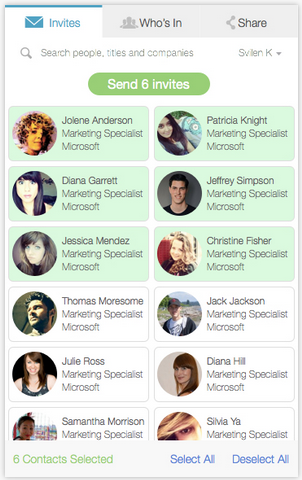 Invites
Who's In
Share
Search people, titles and companies
Svilen K
Send 6 invites
Jolene Anderson
Marketing Specialist
Microsoft
Patricia Knight
Marketing Specialist
Microsoft
Diana Garrett
Marketing Specialist
Microsoft
Jeffrey Simpson
Marketing Specialist
Microsoft
Jessica Mendez
Marketing Specialist
Microsoft
Christine Fisher
Marketing Specialist
Microsoft
Thomas Moresome
Marketing Specialist
Microsoft
Jack Jackson
Marketing Specialist
Microsoft
Julie Ross
Marketing Specialist
Microsoft
Diana Hill
Marketing Specialist
Microsoft
Samantha Morrison
Marketing Specialist
Silvia Ya
Marketing Specialist
6 Contacts Selected
Select All
Deselect All